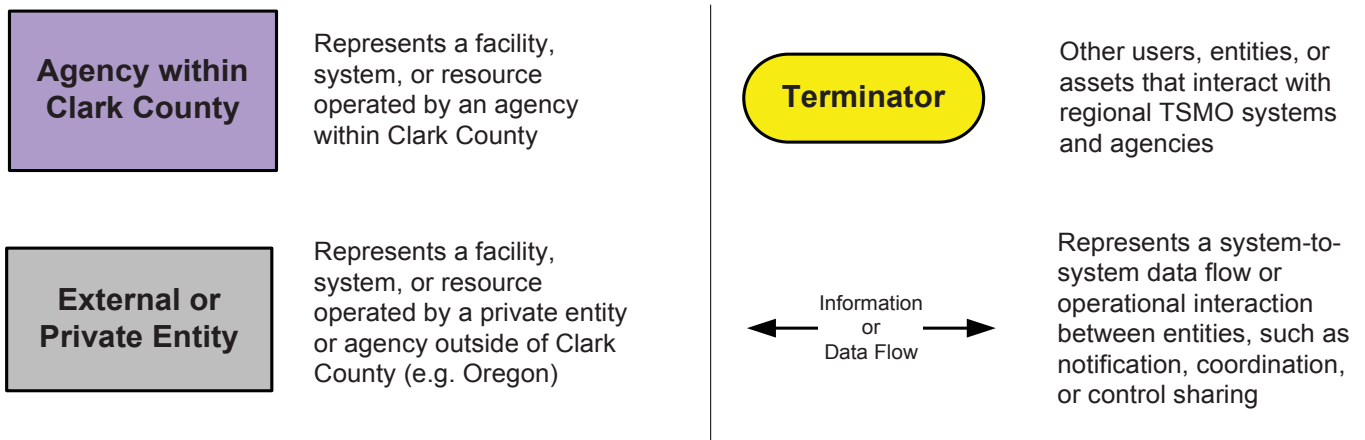 Agency within
Clark County
Represents a facility,
system, or resource
operated by an agency
within Clark County
External or
Private Entity
Represents a facility,
system, or resource
operated by a private entity
or agency outside of Clark
County (e.g. Oregon)
Terminator
Other users, entities, or
assets that interact with
regional TSMO systems
and agencies
Information
or
Data Flow
Represents a system-to-
system data flow or
operational interaction
between entities, such as
notification, coordination,
or control sharing